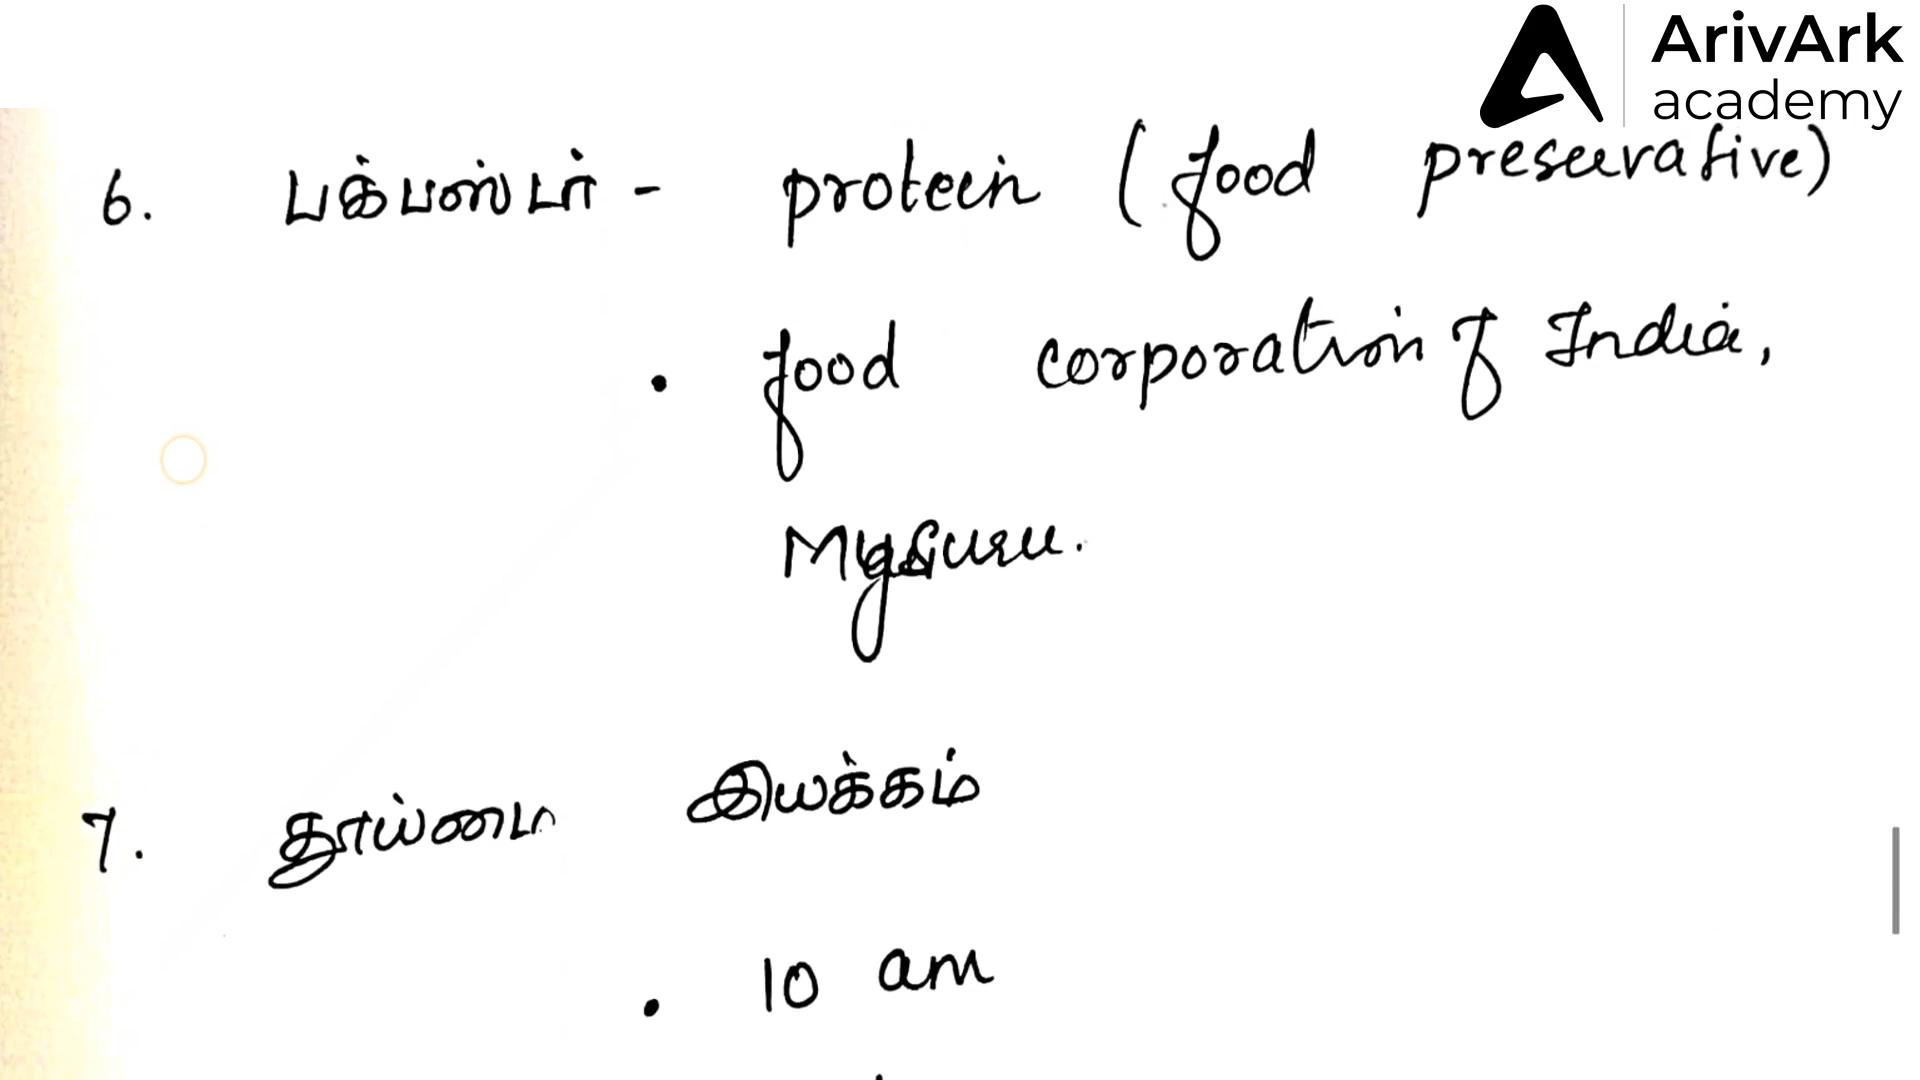 ArivArk
academy
6. பக்பஸ்டர் - protein (food preservative)
• food corporation of India,
Mysuru.
7. தூய்மை இயக்கம்
• 10 am